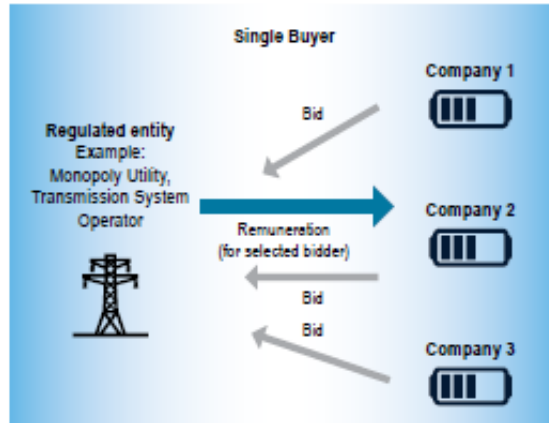 Single Buyer
Company 1
Bid
Regulated entity
Example:
Monopoly Utility,
Transmission System
Operator
Company 2
Remuneration
(for selected bidder)
Bid
Bid
Company 3